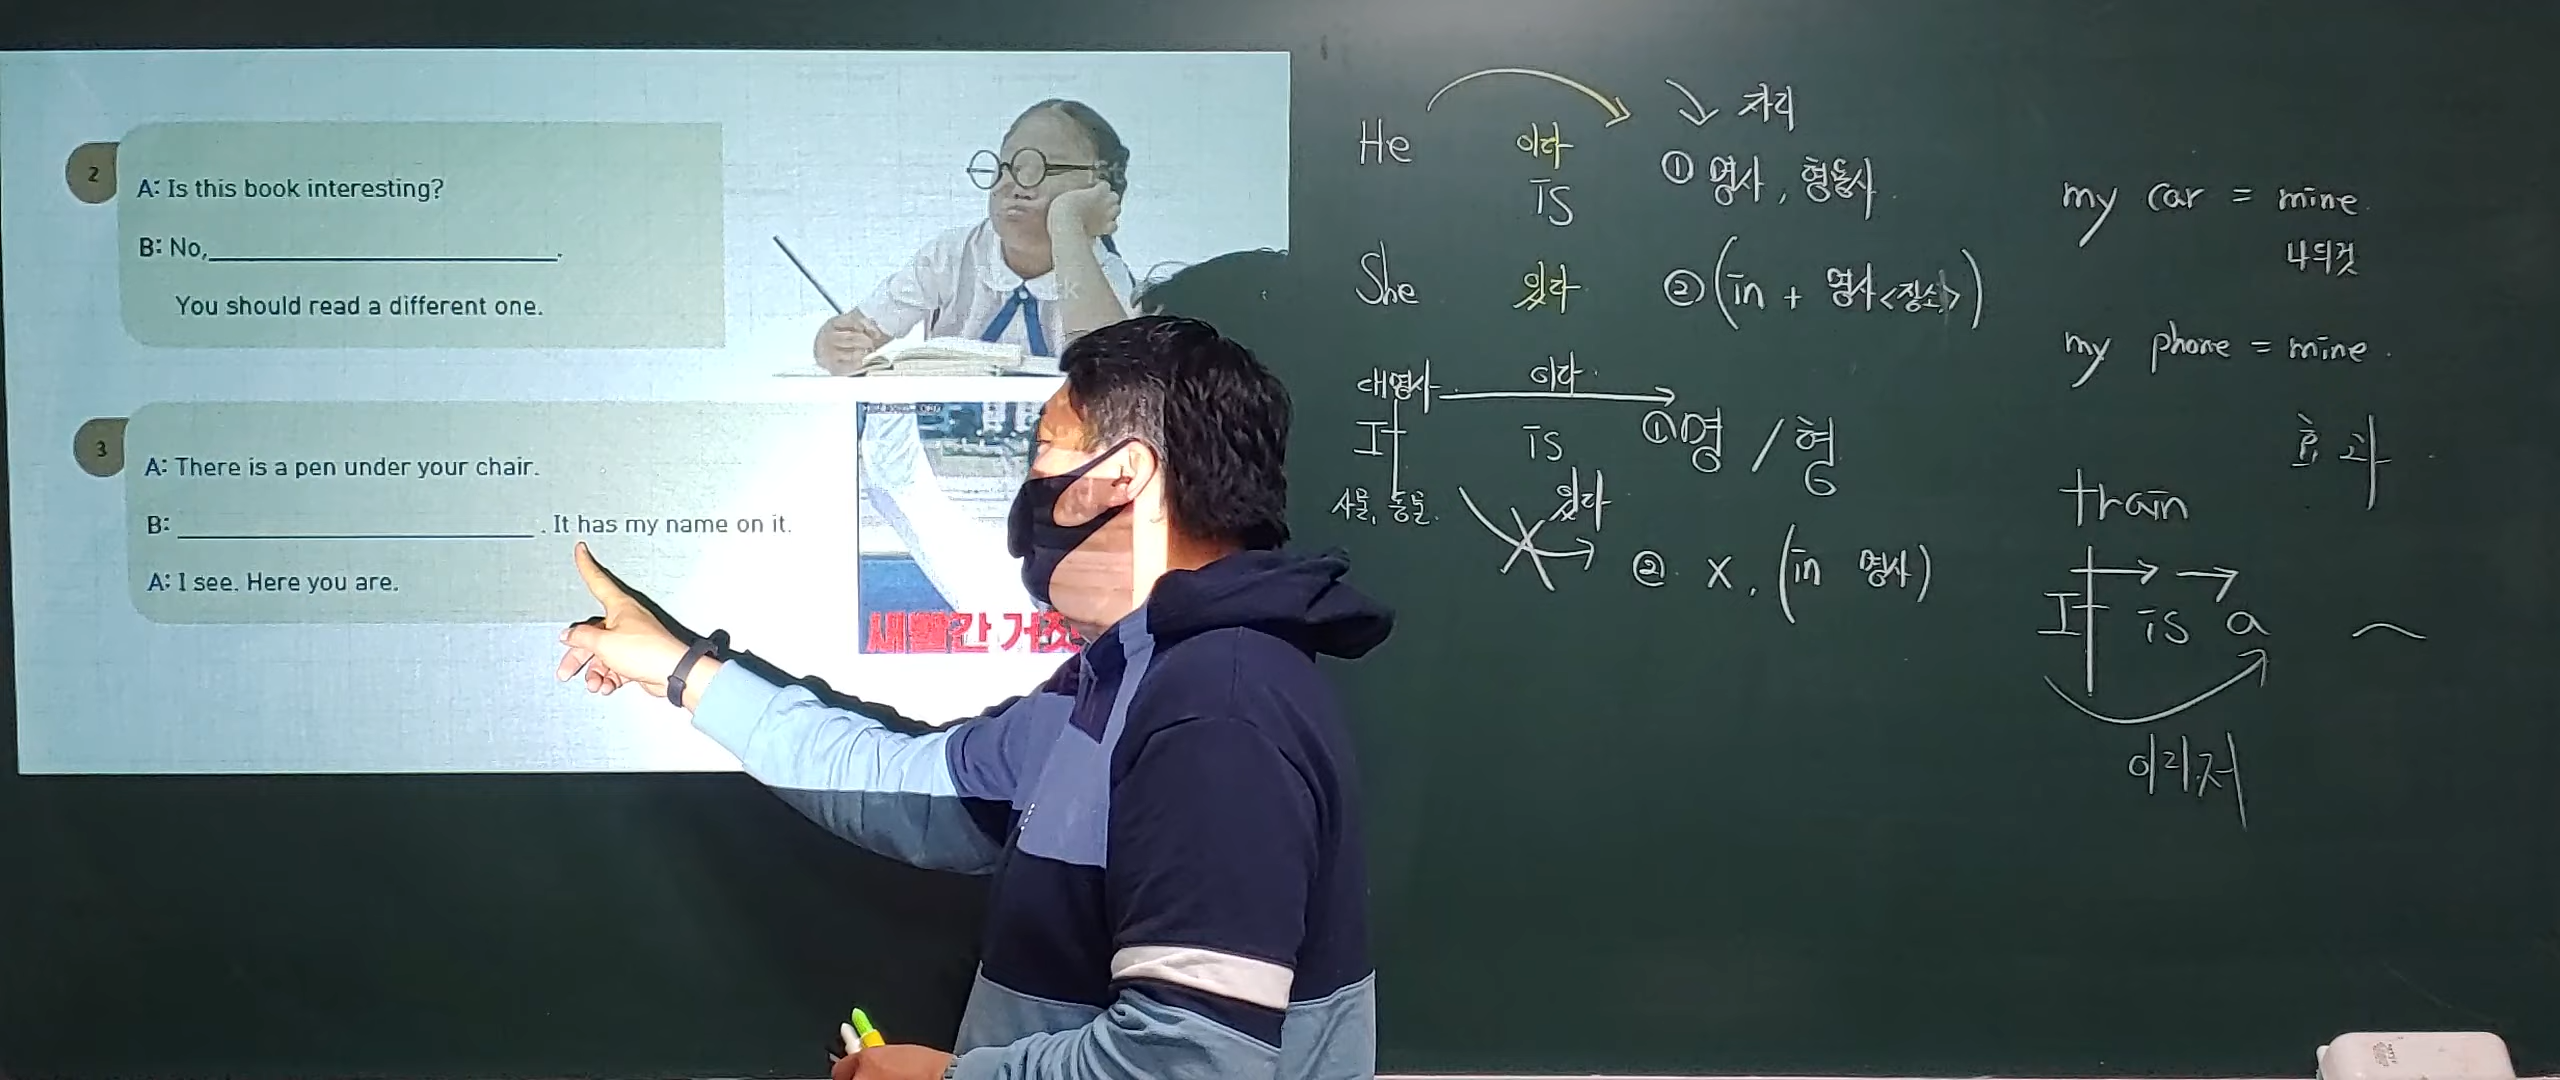 2
A: Is this book interesting?
B: No,
You should read a different one.
3
A: There is a pen under your chair.
B: . It has my name on it.
A: I see. Here you are.
새빨간 거짓
He 이다 is ① 명사, 형용사
자리
She 있다 ② (in + 명사<장소>)
대명사 이다
It is ① 명 / 형
사물, 동물. 있다
② X, (in 명사)
my car = mine.
나의것
my phone = mine.
효과
train
It is a ~